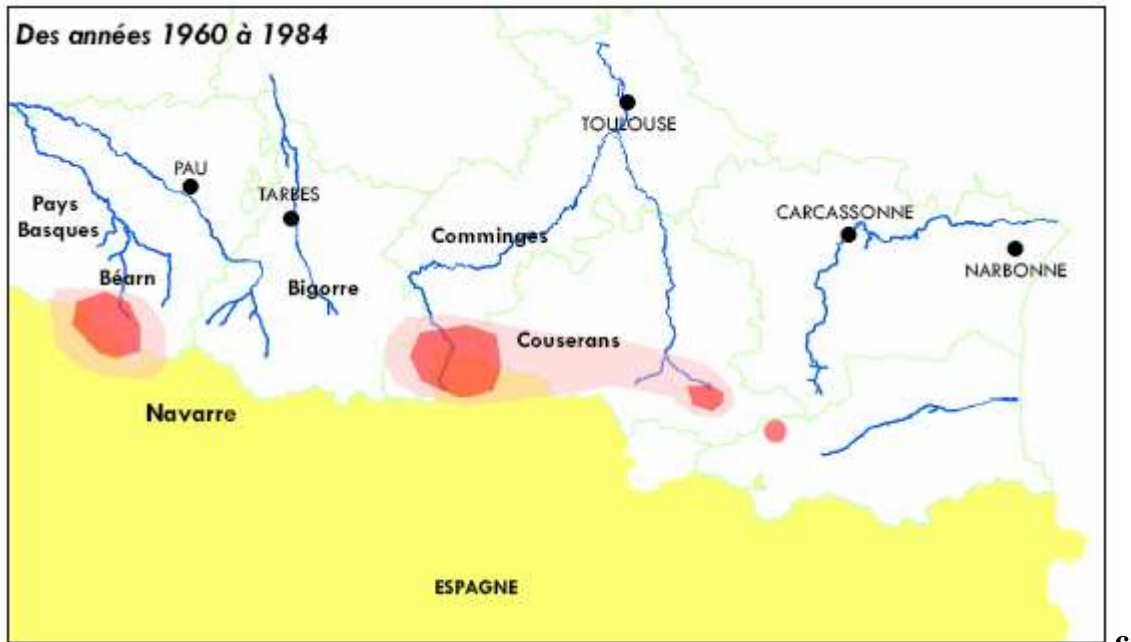 Des années 1960 à 1984
TOULOUSE
PAU
TARBES
Pays
Basques
CARCASSONNE
Comminges
NARBONNE
Béarn
Bigorre
Couserans
Navarre
ESPAGNE